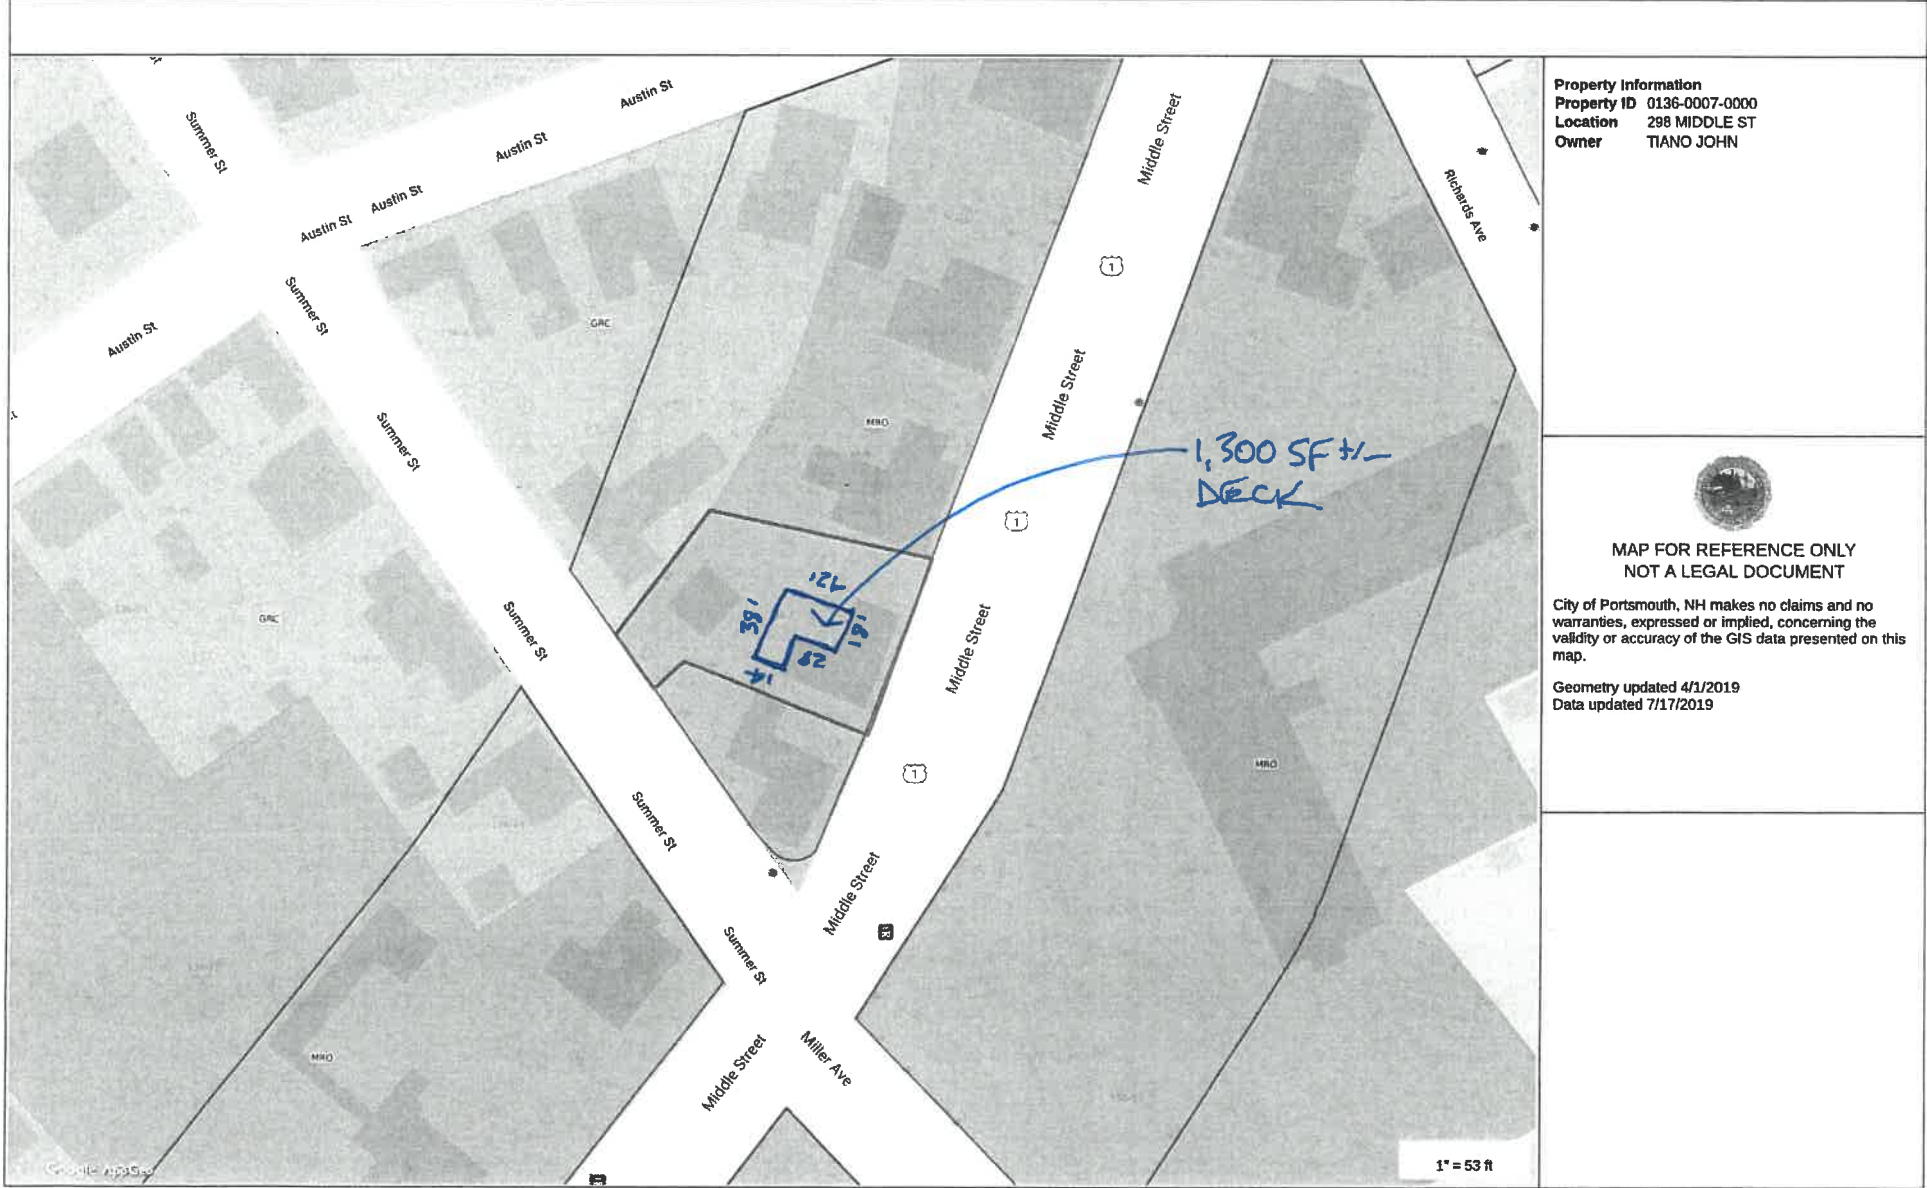 Property Information
Property ID 0136-0007-0000
Location 298 MIDDLE ST
Owner TIANO JOHN
MAP FOR REFERENCE ONLY
NOT A LEGAL DOCUMENT
City of Portsmouth, NH makes no claims and no
warranties, expressed or implied, concerning the
validity or accuracy of the GIS data presented on this
map.
Geometry updated 4/1/2019
Data updated 7/17/2019
1" = 53 ft
Summer St
Austin St
Austin St
Austin St
Austin St
Austin St
Summer St
Summer St
Summer St
Summer St
Summer St
Middle Street
Middle Street
Middle Street
Middle Street
Middle Street
Miller Ave
Richards Ave
1
1
1
GRC
MRO
GRC
MRO
MRO
1,300 SF +/-
DECK
42'
18'
28
14'
38'
Google AppGeo